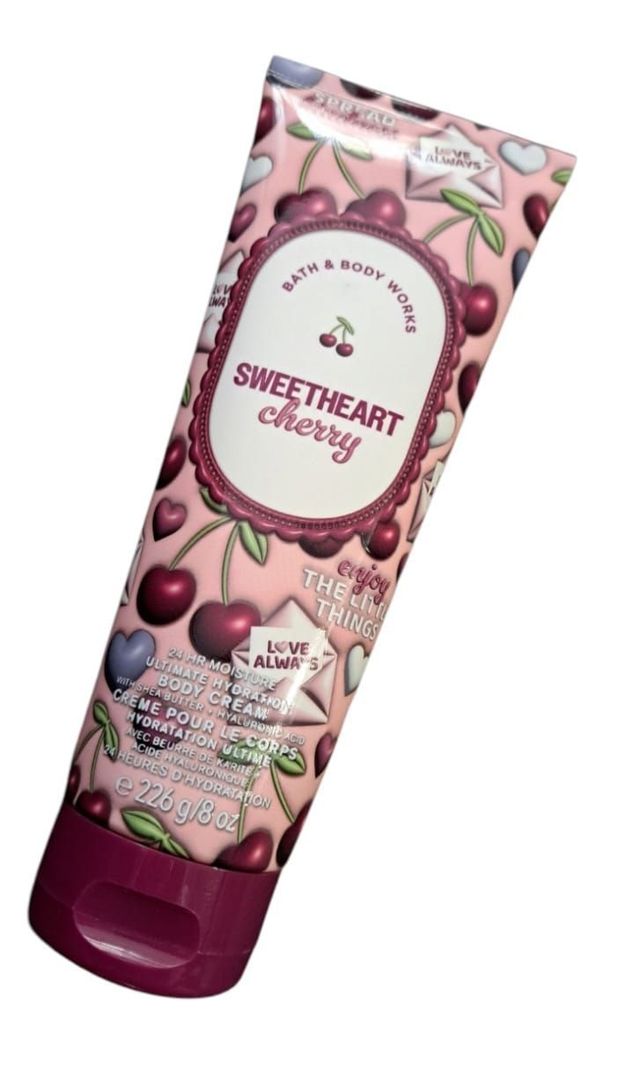 SPREAD
LOVE
ALWAYS
BATH & BODY WORKS
SWEETHEART
cherry
enjoy
THE LITTLE
THINGS
LOVE
ALWAYS
24 HR MOISTURE
ULTIMATE HYDRATION
BODY CREAM
WITH SHEA BUTTER + HYALURONIC ACID
CRÈME POUR LE CORPS
HYDRATATION ULTIME
AVEC BEURRE DE KARITÉ +
ACIDE HYALURONIQUE
24 HEURES D'HYDRATATION
e 226 g/8 oz